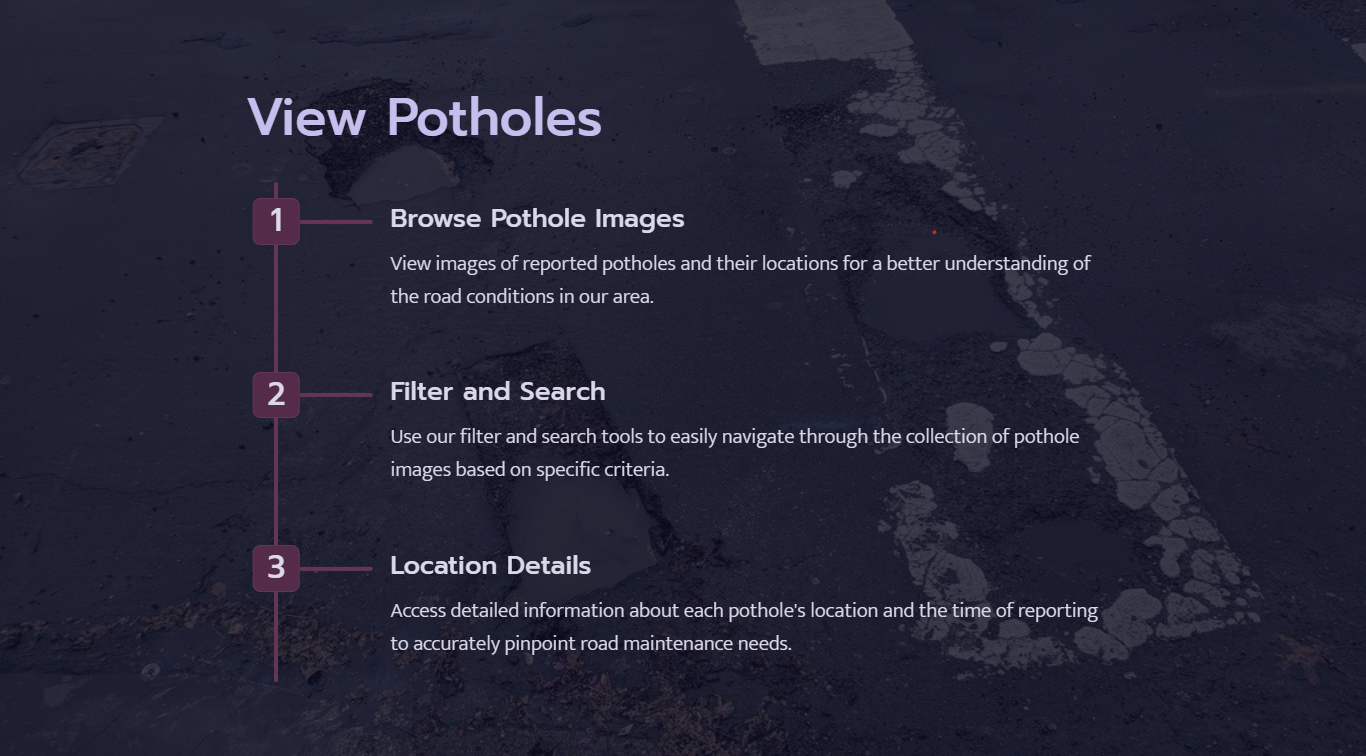 View Potholes
1
Browse Pothole Images
View images of reported potholes and their locations for a better understanding of
the road conditions in our area.
2
Filter and Search
Use our filter and search tools to easily navigate through the collection of pothole
images based on specific criteria.
3
Location Details
Access detailed information about each pothole's location and the time of reporting
to accurately pinpoint road maintenance needs.